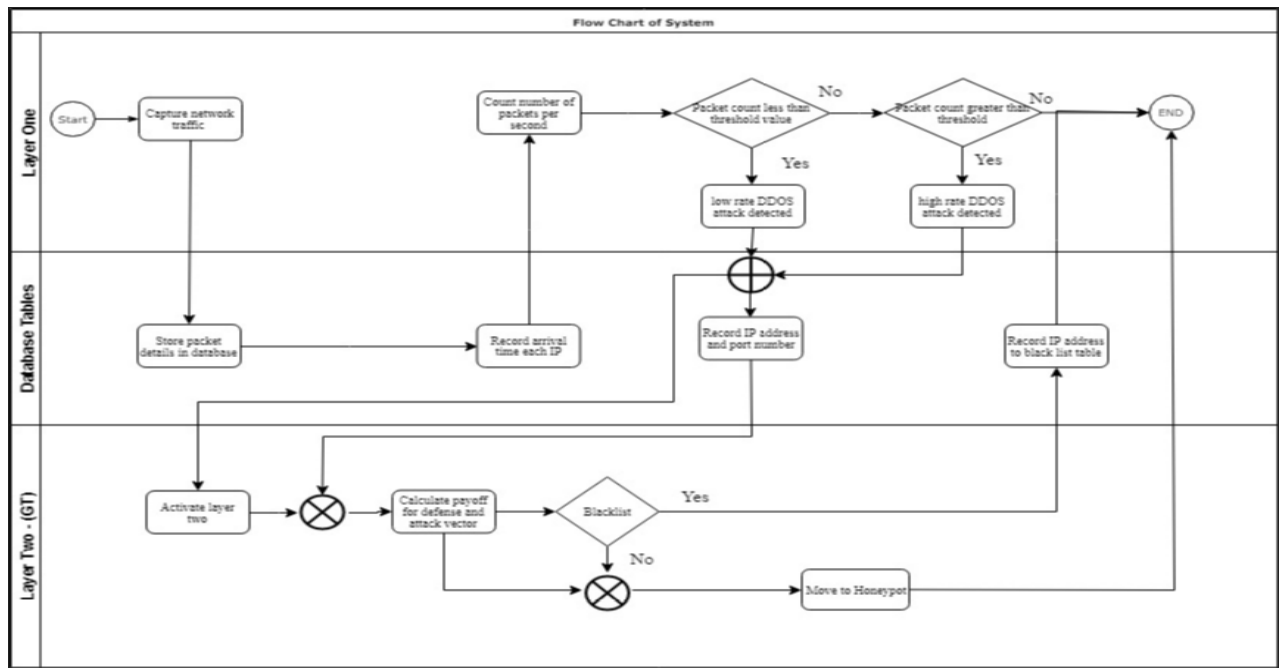 Flow Chart of System
Layer One
Start
Capture network
traffic
Count number of
packets per
second
Packet count less than
threshold value
No
Packet count greater than
threshold
No
END
Yes
Yes
low rate DDOS
attack detected
high rate DDOS
attack detected
Database Tables
Store packet
details in database
Record arrival
time each IP
Record IP address
and port number
Record IP address
to black list table
Layer Two - (GT)
Activate layer
two
Calculate payoff
for defense and
attack vector
Blacklist
Yes
No
Move to Honeypot